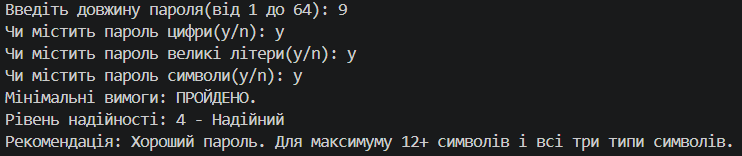 Введіть довжину пароля(від 1 до 64): 9
Чи містить пароль цифри(y/n): y
Чи містить пароль великі літери(y/n): y
Чи містить пароль символи(y/n): y
Мінімальні вимоги: ПРОЙДЕНО.
Рівень надійності: 4 - Надійний
Рекомендація: Хороший пароль. Для максимуму 12+ символів і всі три типи символів.